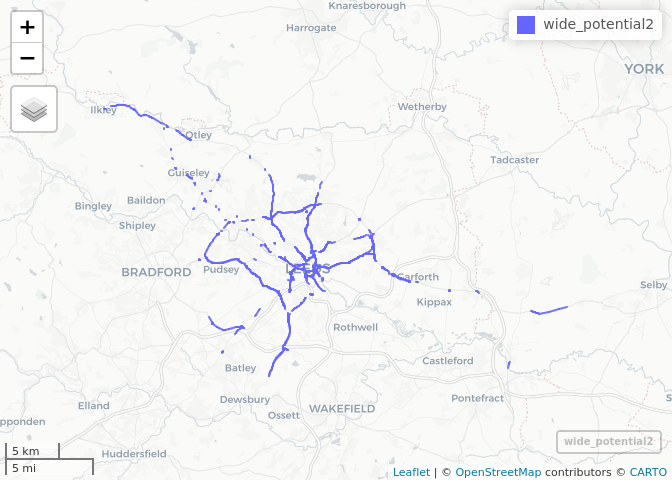 +
−
wide_potential2
Knaresborough
Harrogate
YORK
Wetherby
Ilkley
Otley
Tadcaster
Guiseley
Baildon
Bingley
Shipley
BRADFORD
Pudsey
LEEDS
Garforth
Selby
Kippax
Rothwell
Castleford
Batley
Dewsbury
Pontefract
Elland
Ossett
WAKEFIELD
pponden
Huddersfield
wide_potential2
5 km
5 mi
Leaflet | © OpenStreetMap contributors © CARTO